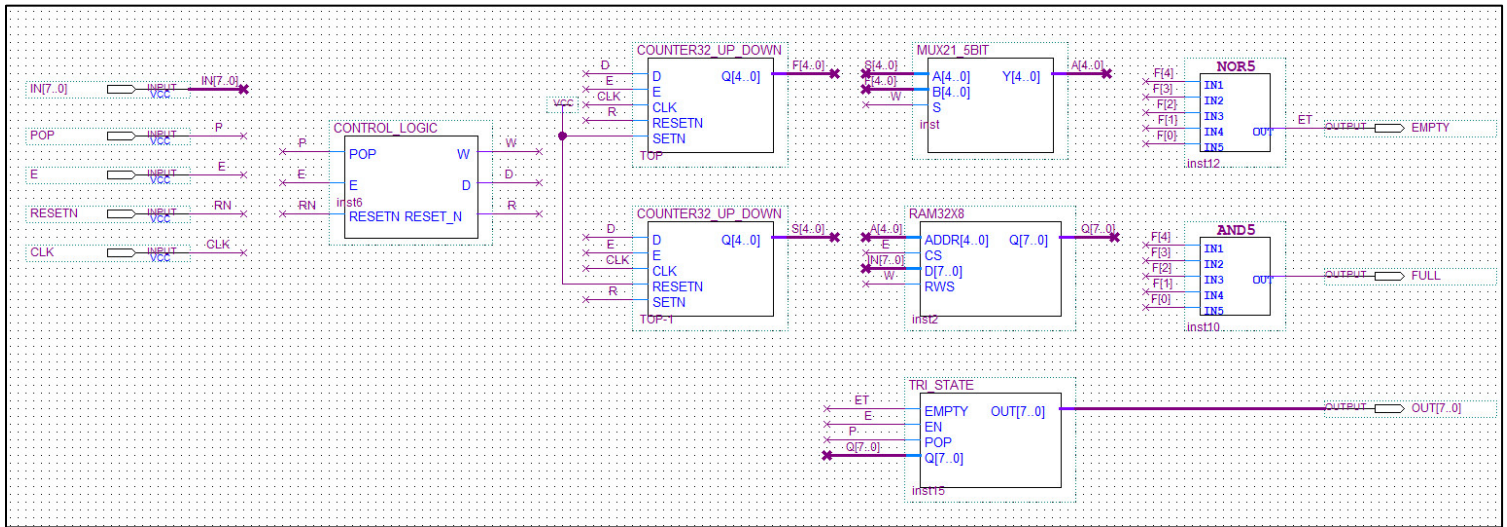 IN[7..0] INPUT VCC IN[7..0]
POP INPUT VCC P
E INPUT VCC E
RESETN INPUT VCC RN
CLK INPUT VCC CLK
CONTROL_LOGIC
P POP W W
E E D D
inst6
RN RESETN RESET_N R
VCC
COUNTER32_UP_DOWN
D D Q[4..0] F[4..0]
E E
CLK CLK
R RESETN
SETN
TOP
COUNTER32_UP_DOWN
D D Q[4..0] S[4..0]
E E
CLK CLK
RESETN
R SETN
TOP-1
MUX21_5BIT
S[4..0] A[4..0] Y[4..0] A[4..0]
F[4..0] B[4..0]
W S
inst
RAM32X8
A[4..0] ADDR[4..0] Q[7..0] Q[7..0]
E CS
IN[7..0] D[7..0]
W RWS
inst2
TRI_STATE
ET EMPTY OUT[7..0] OUTPUT OUT[7..0]
E EN
P POP
Q[7..0] Q[7..0]
inst15
NOR5
F[4] IN1
F[3] IN2
F[2] IN3
F[1] IN4 OUT ET OUTPUT EMPTY
F[0] IN5
inst12
AND5
F[4] IN1
F[3] IN2
F[2] IN3 OUT OUTPUT FULL
F[1] IN4
F[0] IN5
inst10